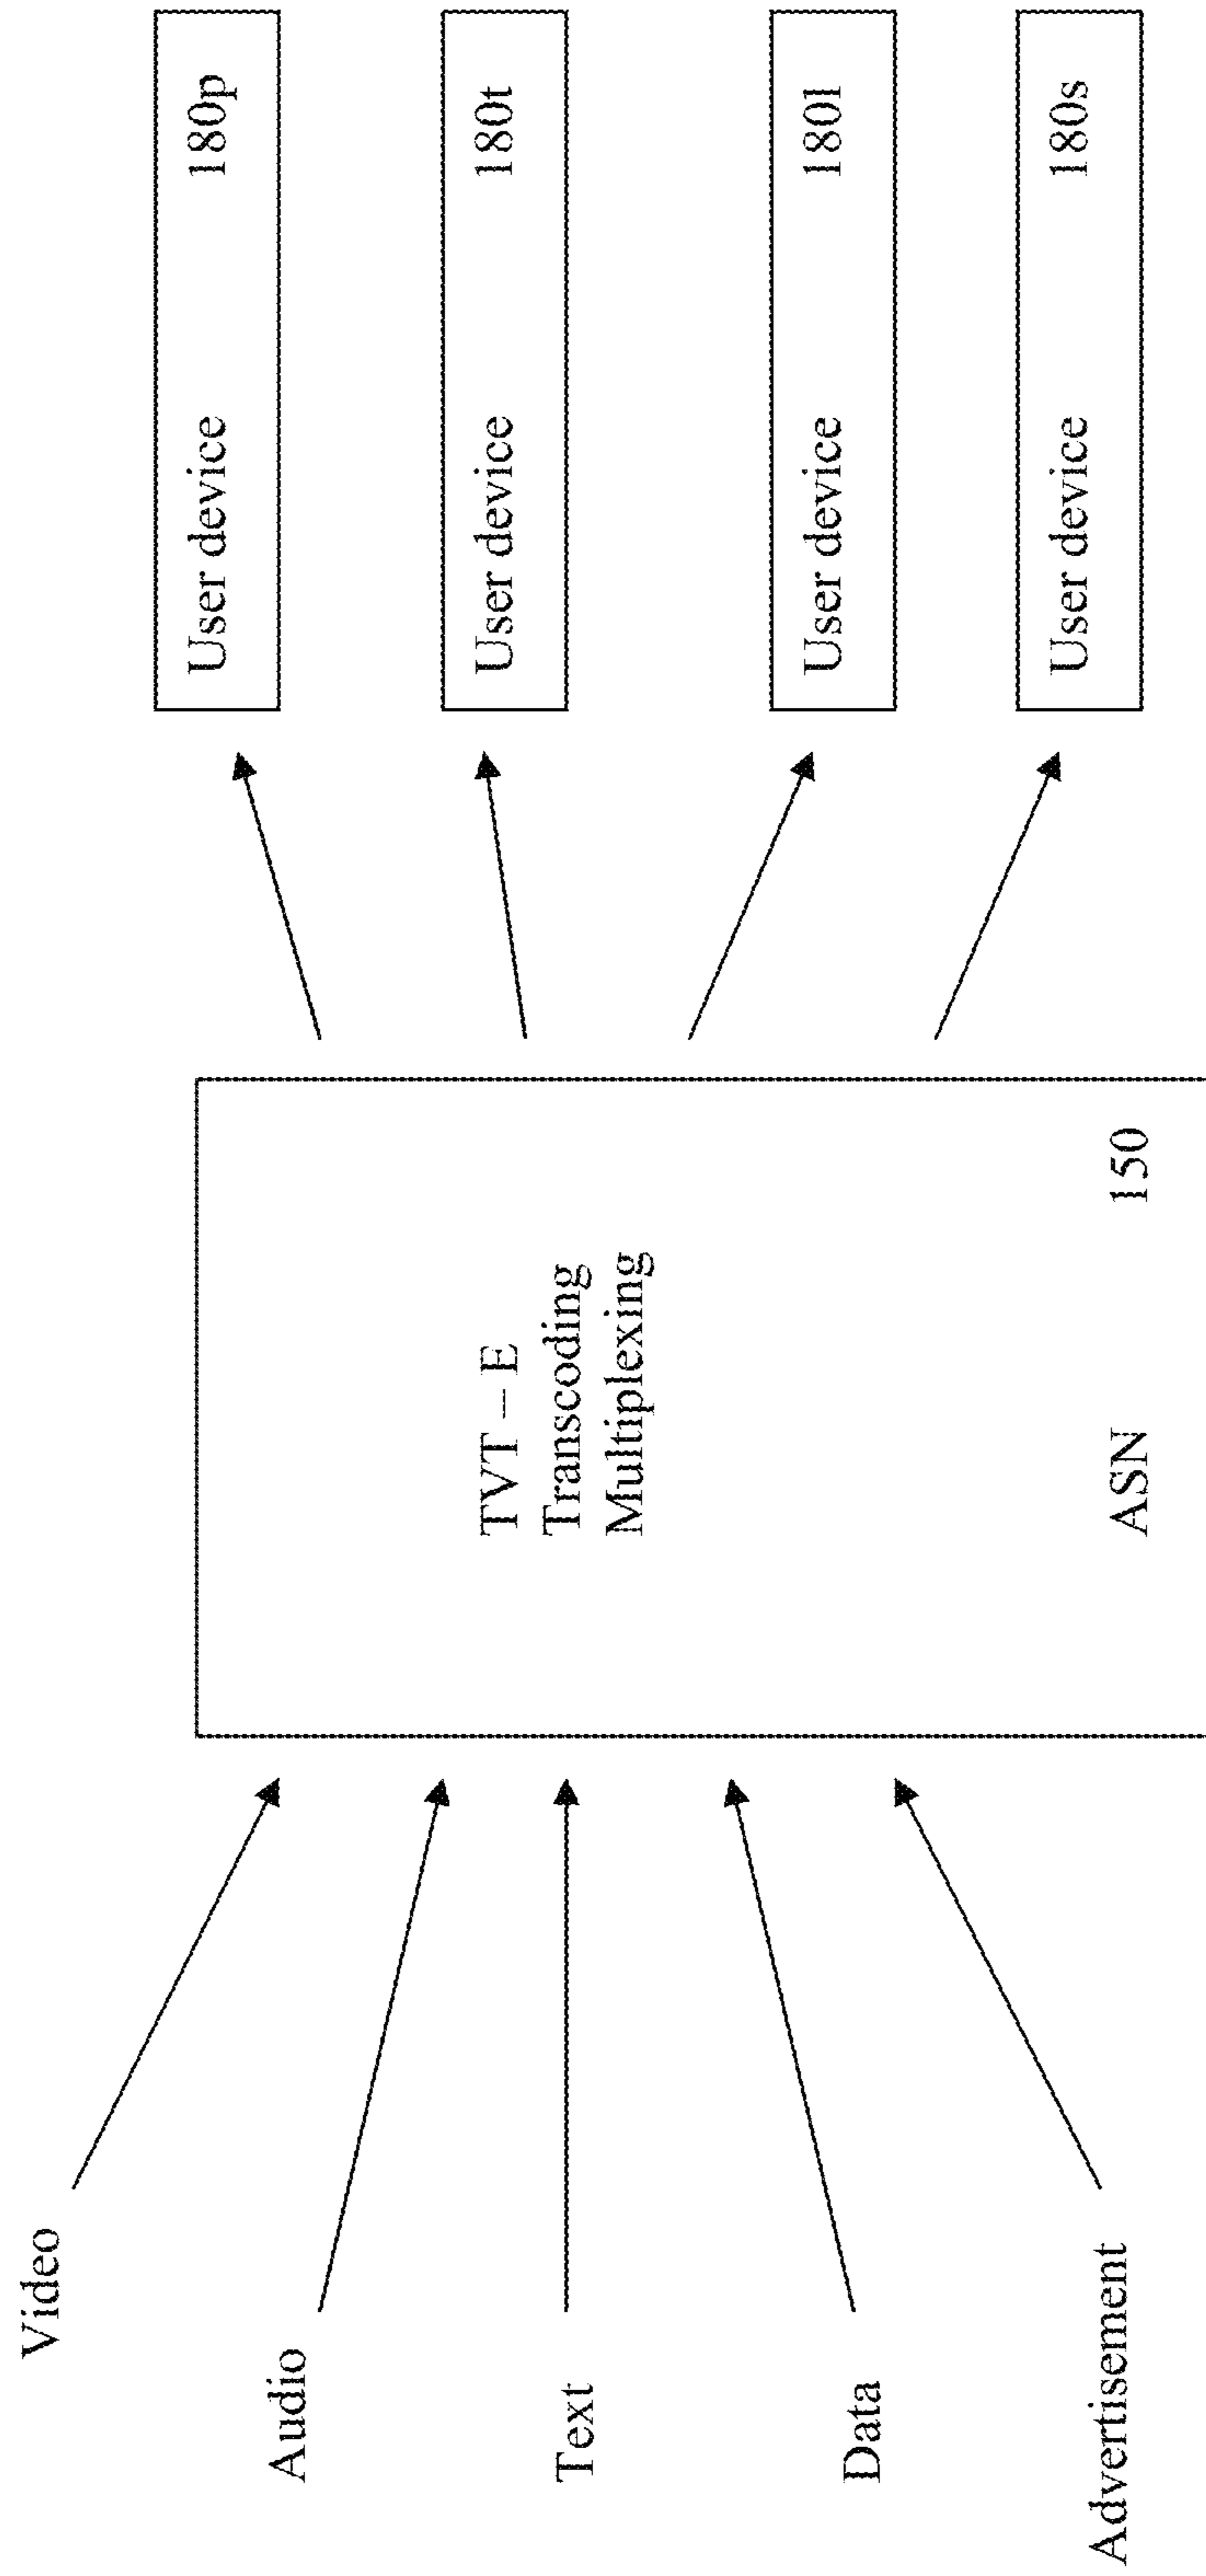 Video
Audio
Text
Data
Advertisement
TVT – E
Transcoding
Multiplexing
ASN 150
User device 180p
User device 180t
User device 180l
User device 180s